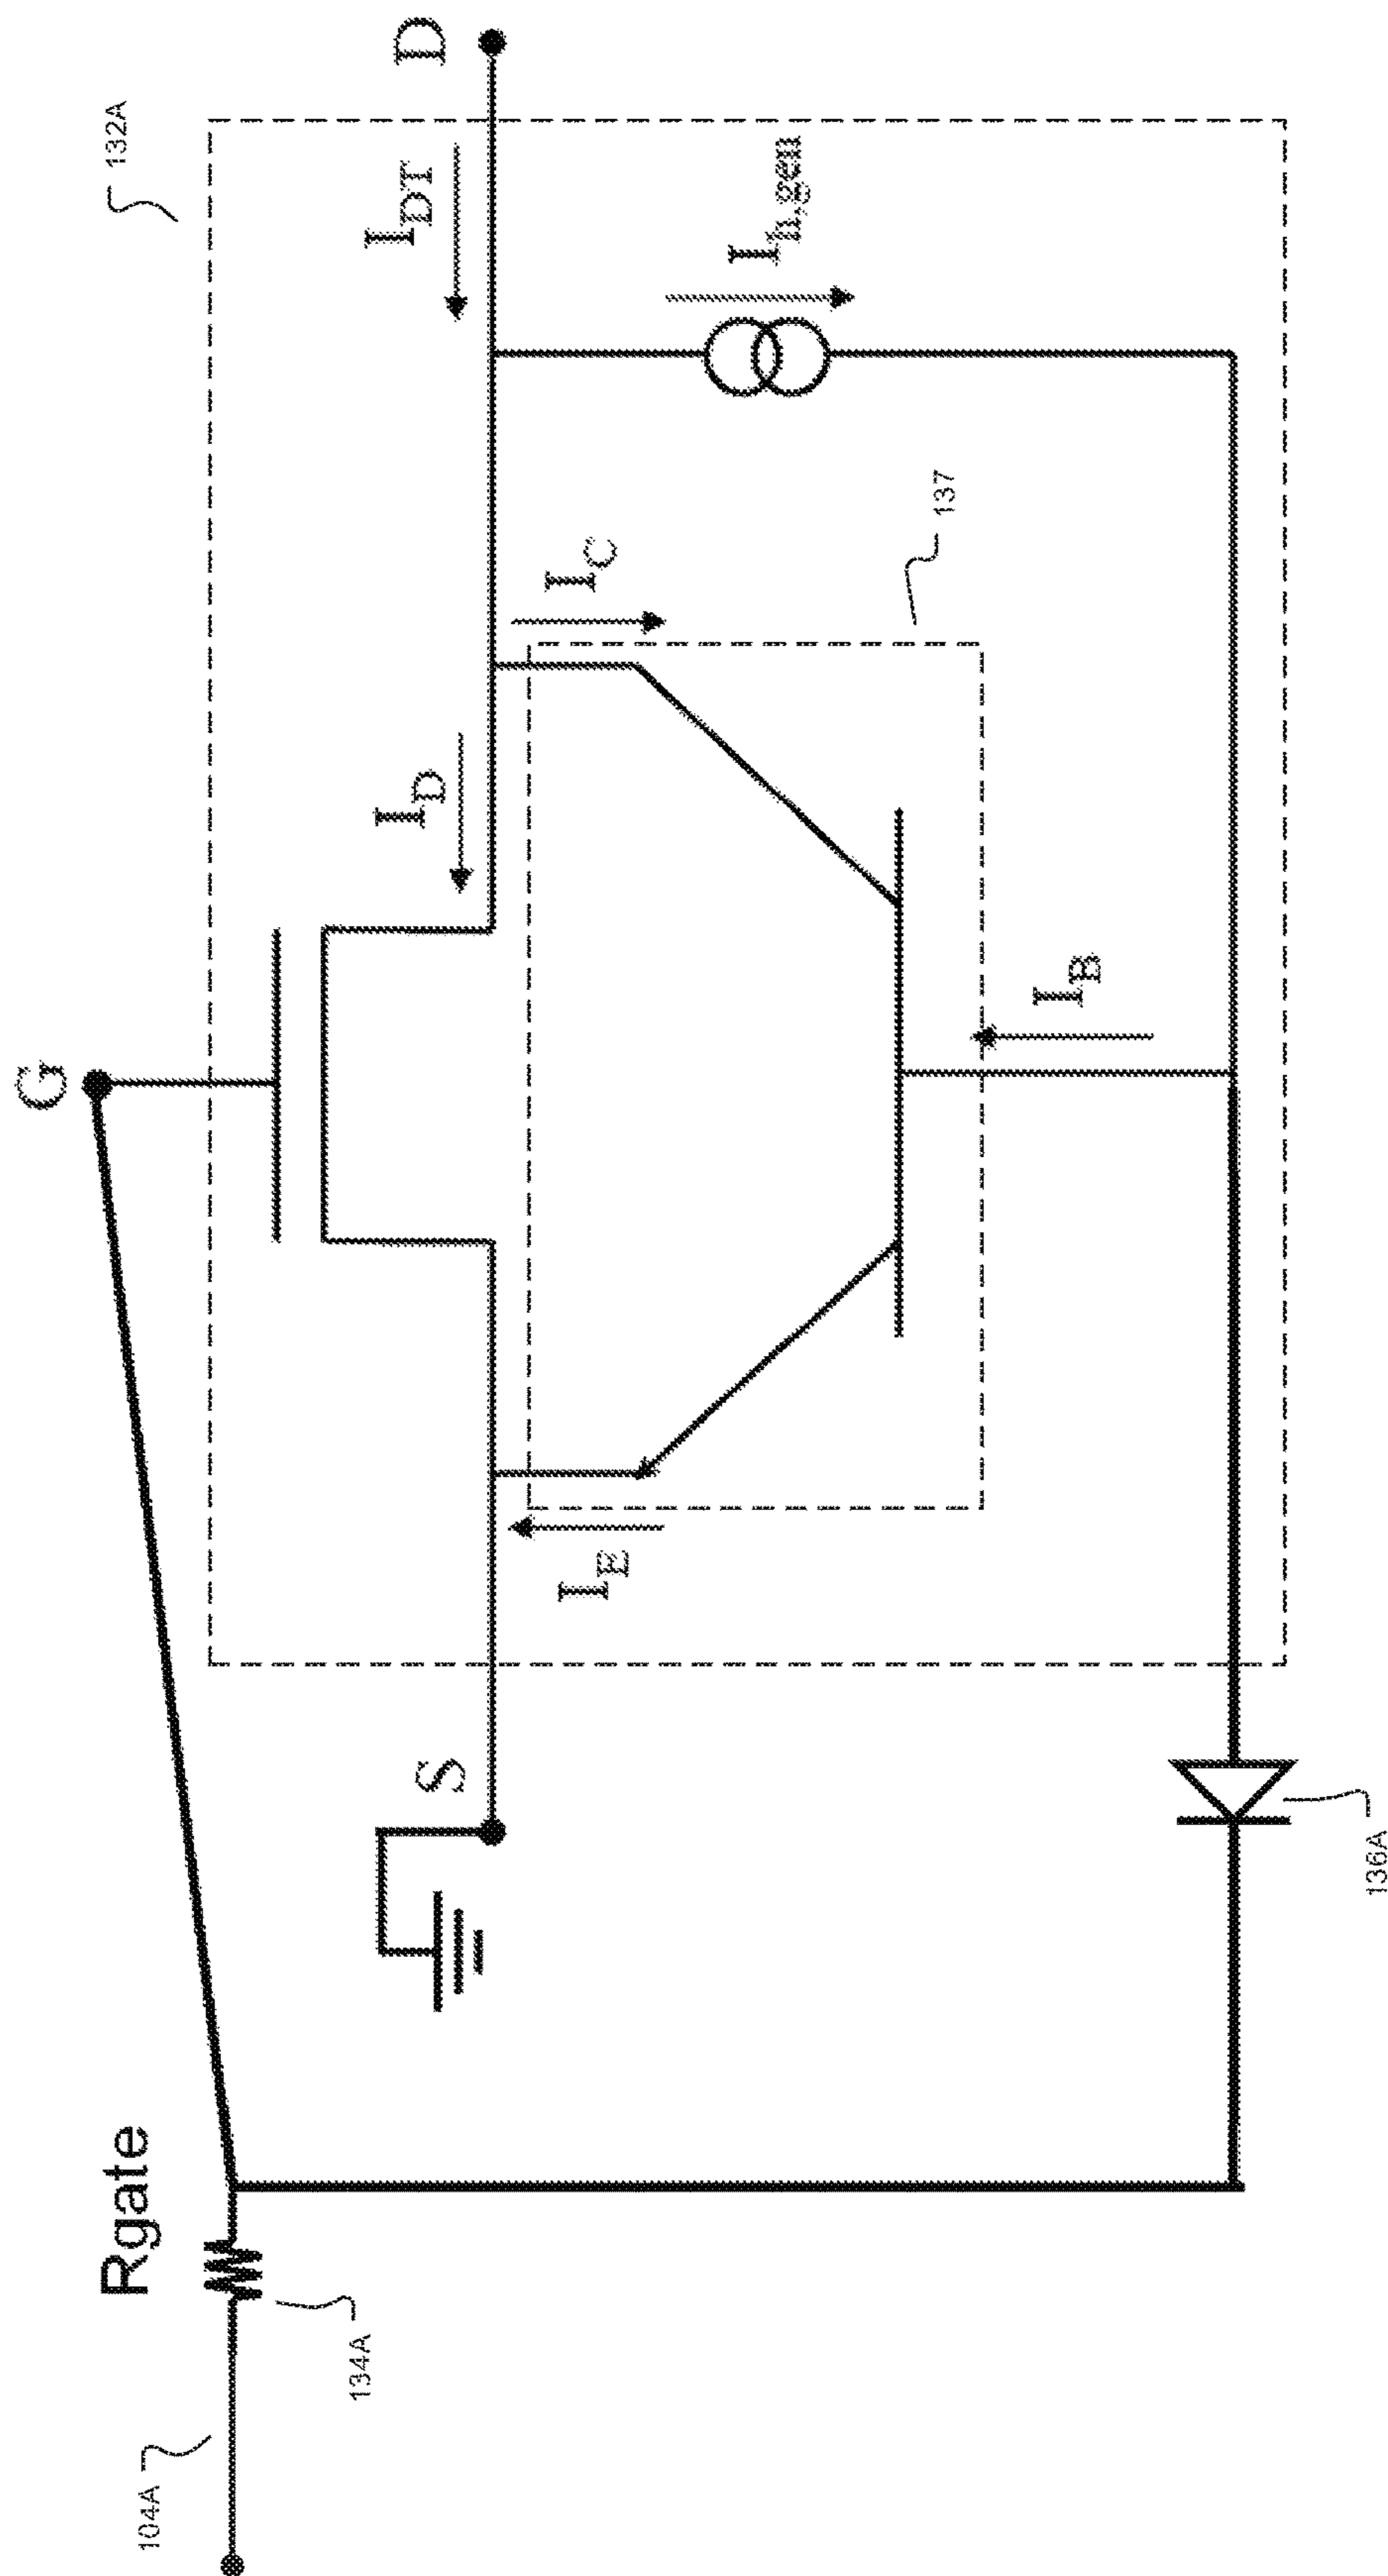 132A
G
D
I_DT
I_D
I_n,gen
I_C
137
I_B
I_E
S
Rgate
104A
134A
136A